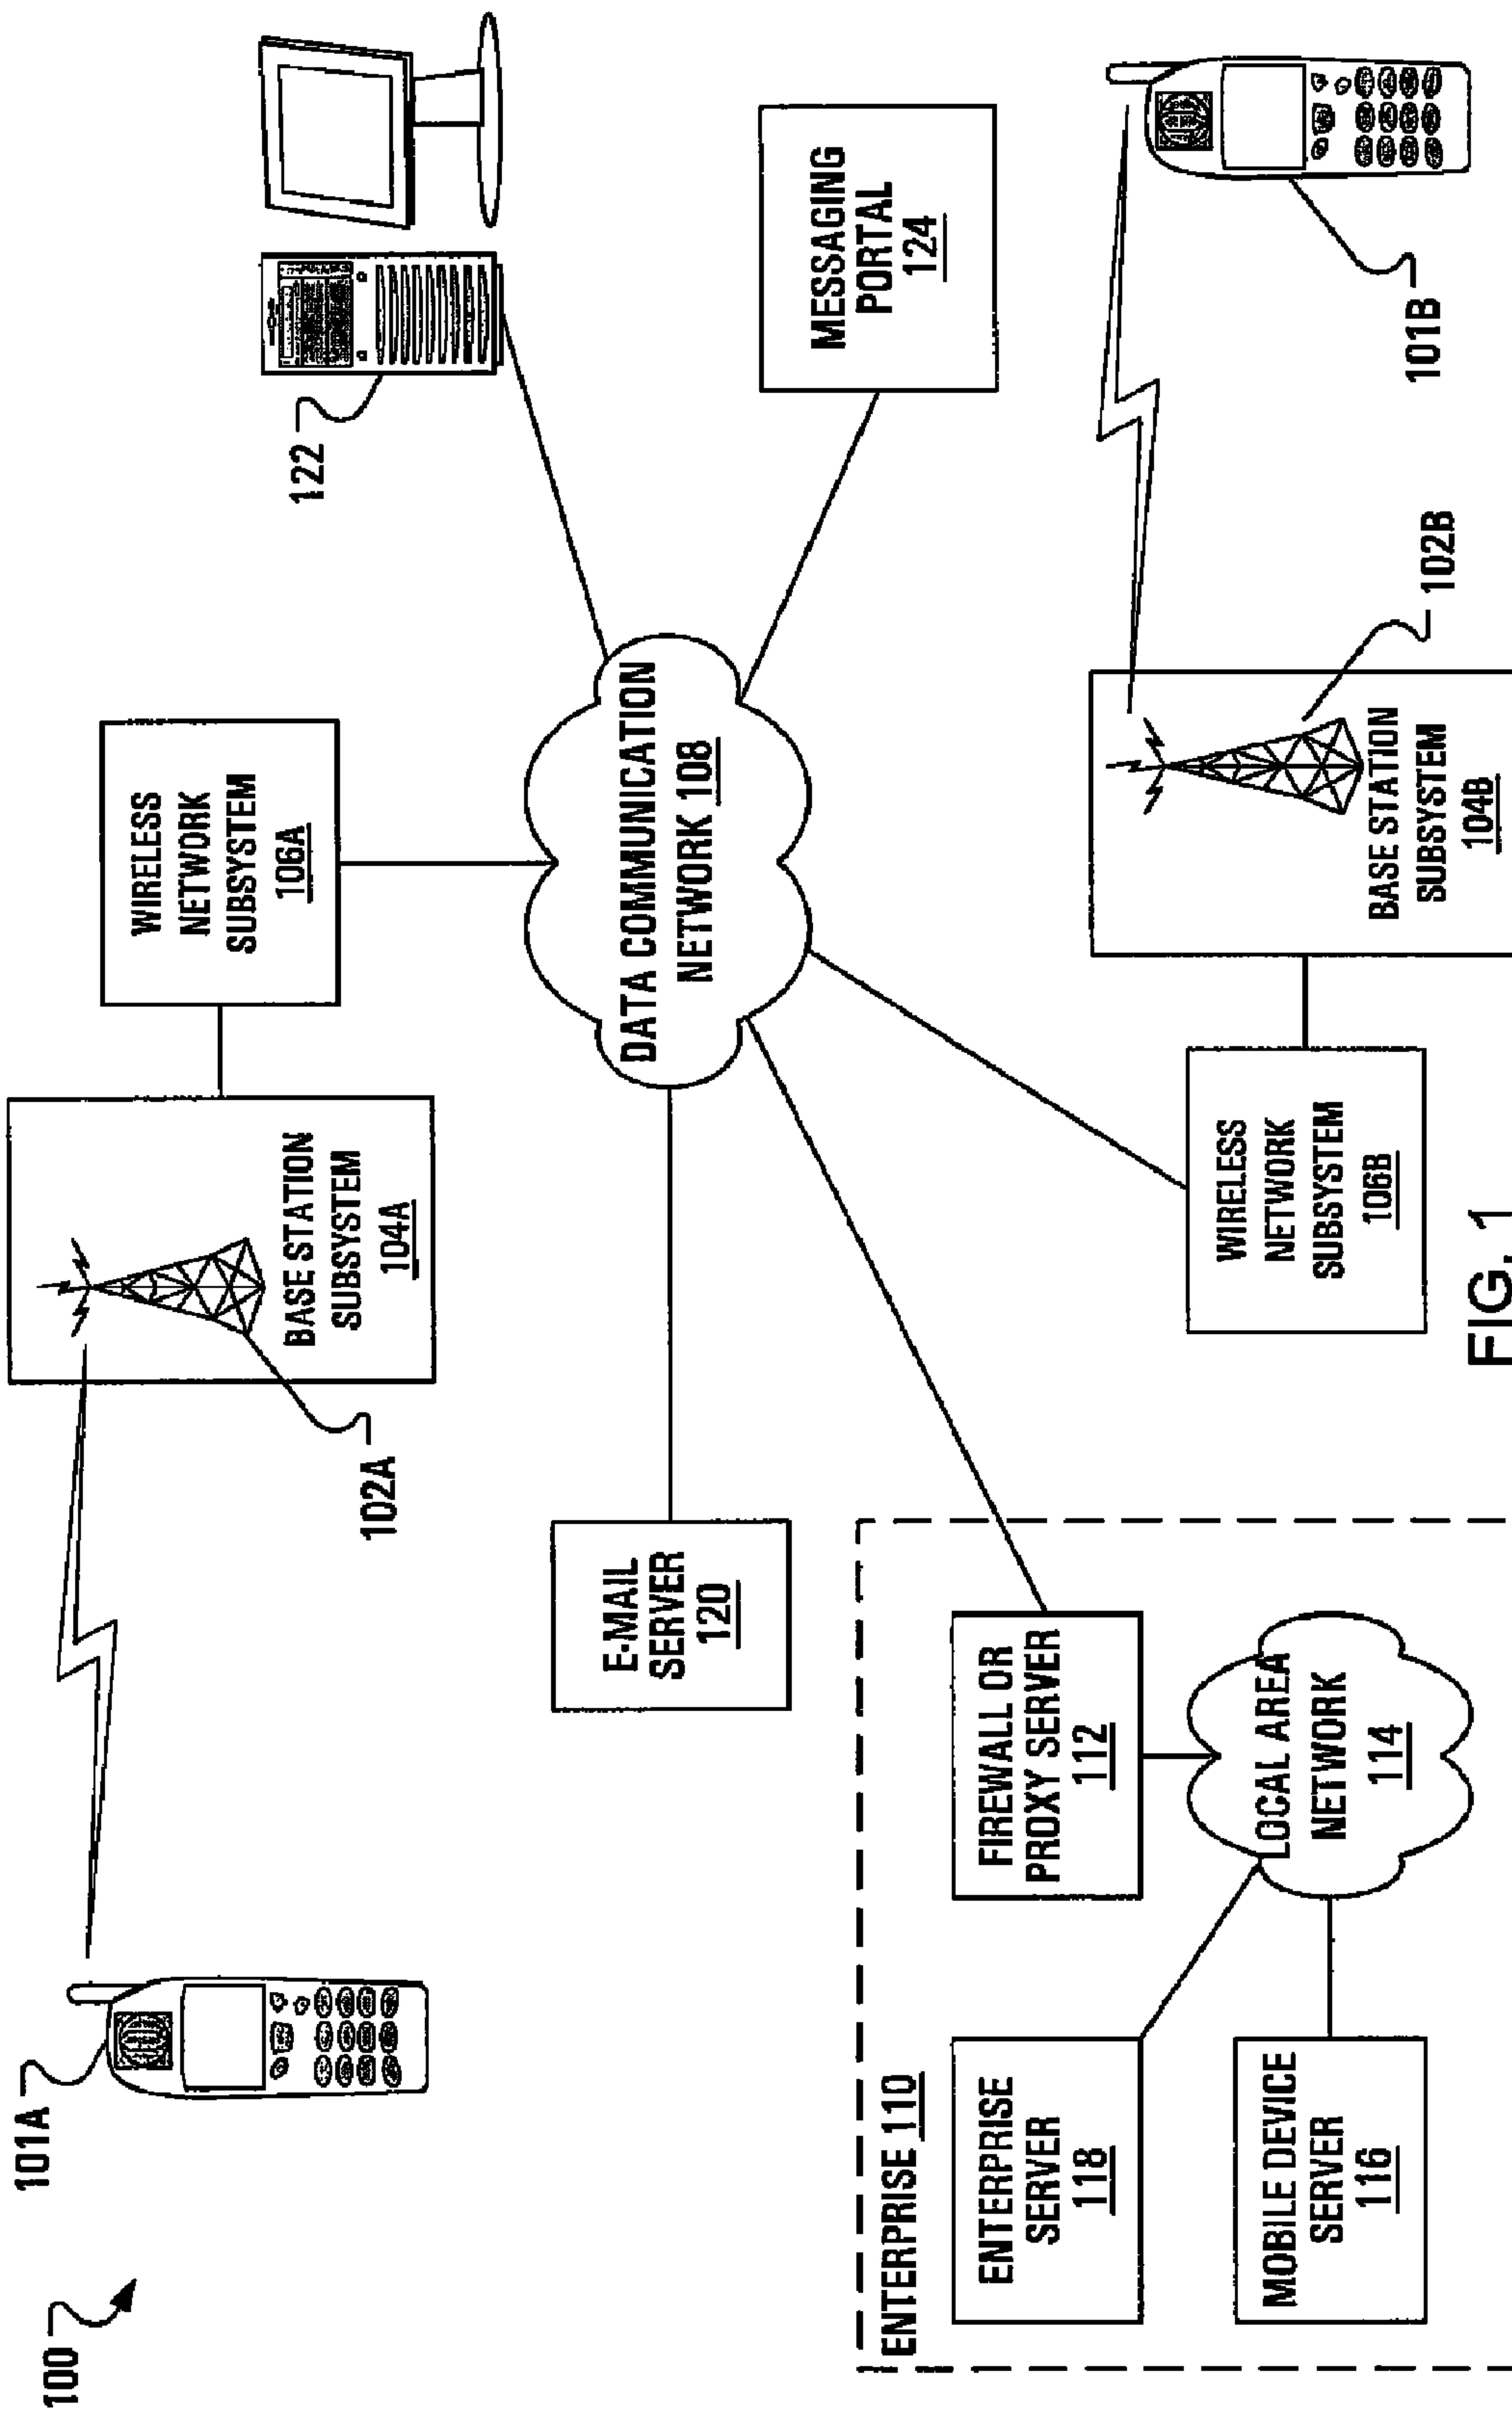 100
101A
102A
BASE STATION
SUBSYSTEM
104A
WIRELESS
NETWORK
SUBSYSTEM
106A
122
E-MAIL
SERVER
120
DATA COMMUNICATION
NETWORK 108
MESSAGING
PORTAL
124
ENTERPRISE 110
ENTERPRISE
SERVER
118
FIREWALL OR
PROXY SERVER
112
MOBILE DEVICE
SERVER
116
LOCAL AREA
NETWORK
114
WIRELESS
NETWORK
SUBSYSTEM
106B
BASE STATION
SUBSYSTEM
104B
102B
101B
FIG. 1